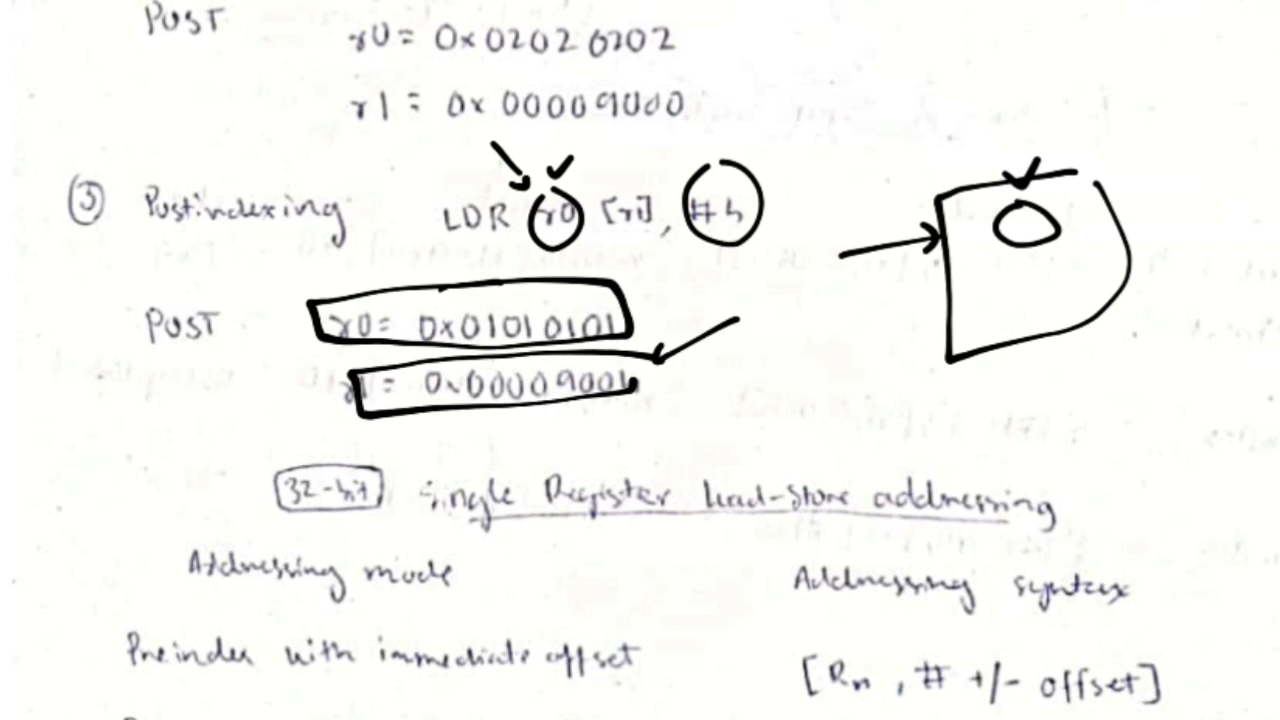 POST
r0 = 0x02020202
r1 = 0x00009000
③ Postindexing LDR r0 [r1], #4
POST r0 = 0x01010101
r1 = 0x00009004
32-bit single Register load-store addressing
Addressing mode Addressing syntax
Preindex with immediate offset [Rn, # +/- offset]